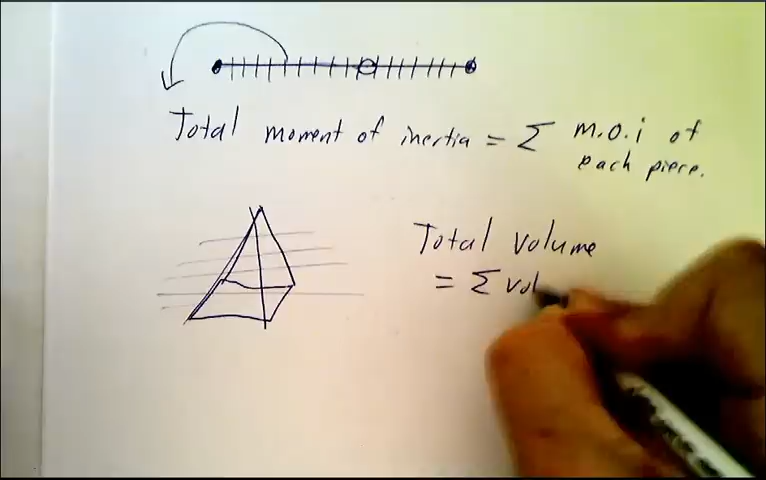 Total moment of inertia = Σ m.o.i of
each piece.
Total volume
= Σ vol